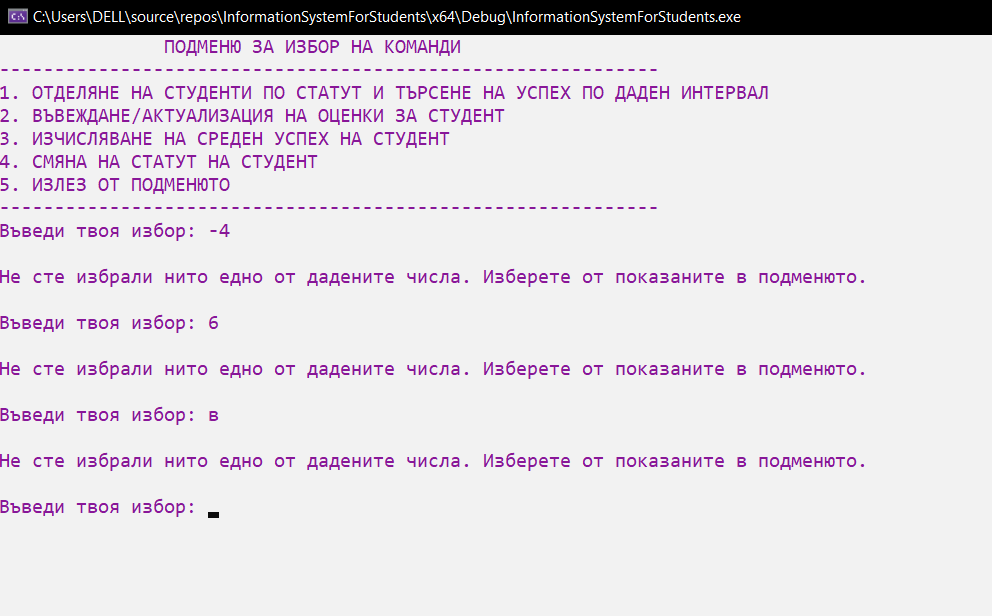 C:\Users\DELL\source\repos\InformationSystemForStudents\x64\Debug\InformationSystemForStudents.exe
ПОДМЕНЮ ЗА ИЗБОР НА КОМАНДИ
------------------------------------------------------------
1. ОТДЕЛЯНЕ НА СТУДЕНТИ ПО СТАТУТ И ТЪРСЕНЕ НА УСПЕХ ПО ДАДЕН ИНТЕРВАЛ
2. ВЪВЕЖДАНЕ/АКТУАЛИЗАЦИЯ НА ОЦЕНКИ ЗА СТУДЕНТ
3. ИЗЧИСЛЯВАНЕ НА СРЕДЕН УСПЕХ НА СТУДЕНТ
4. СМЯНА НА СТАТУТ НА СТУДЕНТ
5. ИЗЛЕЗ ОТ ПОДМЕНЮТО
------------------------------------------------------------
Въведи твоя избор: -4
Не сте избрали нито едно от дадените числа. Изберете от показаните в подменюто.
Въведи твоя избор: 6
Не сте избрали нито едно от дадените числа. Изберете от показаните в подменюто.
Въведи твоя избор: в
Не сте избрали нито едно от дадените числа. Изберете от показаните в подменюто.
Въведи твоя избор: